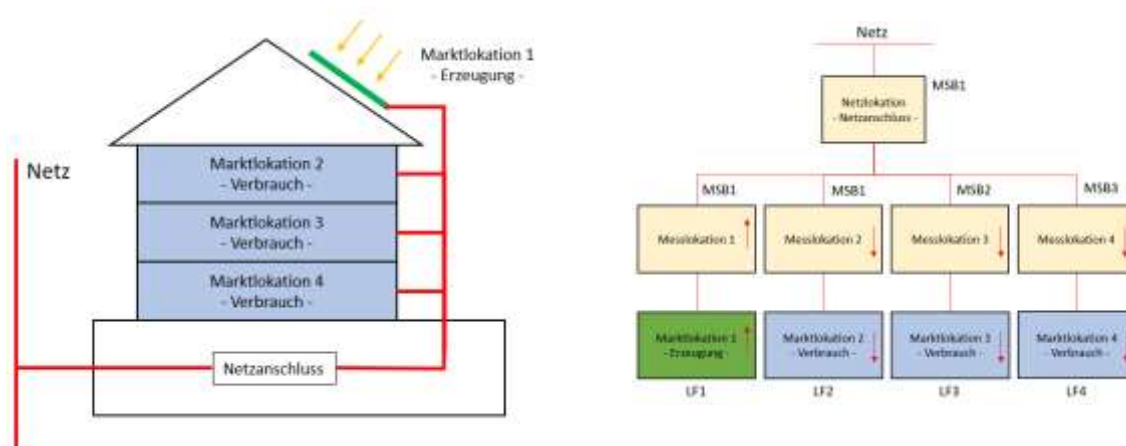 Marktlokation 1
- Erzeugung -
Netz
Marktlokation 2
- Verbrauch -
Marktlokation 3
- Verbrauch -
Marktlokation 4
- Verbrauch -
Netzanschluss
Netz
Netzlokation
- Netzanschluss-
MSB1
MSB1
MSB1
MSB2
MSB3
Messlokation 1
Messlokation 2
Messlokation 3
Messlokation 4
Marktlokation 1
- Erzeugung-
Marktlokation 2
- Verbrauch -
Marktlokation 3
- Verbrauch -
Marktlokation 4
- Verbrauch -
LF1
LF2
LF3
LF4